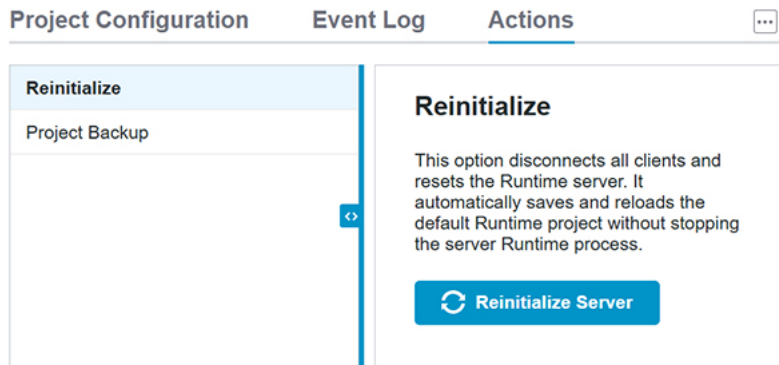 Project Configuration Event Log Actions
Reinitialize
Project Backup
Reinitialize
This option disconnects all clients and
resets the Runtime server. It
automatically saves and reloads the
default Runtime project without stopping
the server Runtime process.
Reinitialize Server